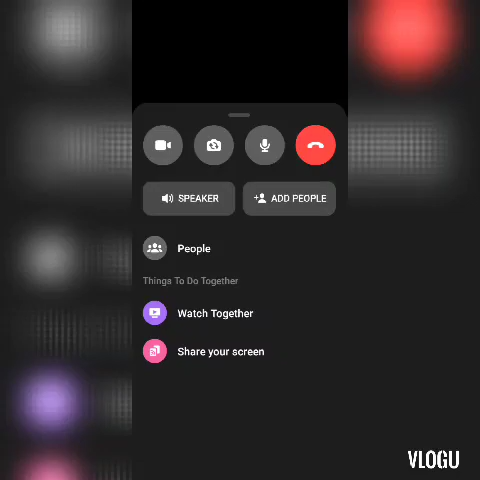 SPEAKER
ADD PEOPLE
People
Things To Do Together
Watch Together
Share your screen
VLOGU